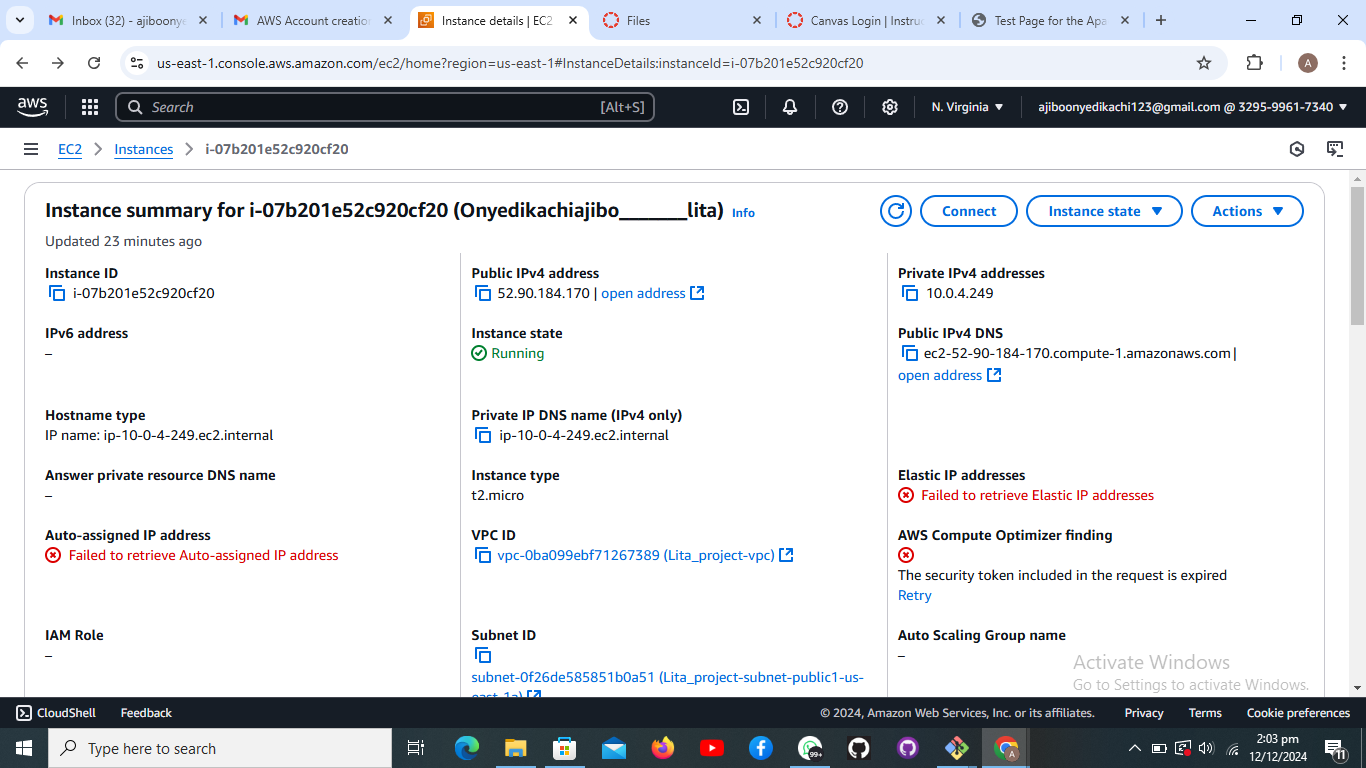 Inbox (32) - ajiboonye
AWS Account creation
Instance details | EC2
Files
Canvas Login | Instruc
Test Page for the Apa
us-east-1.console.aws.amazon.com/ec2/home?region=us-east-1#InstanceDetails:instanceId=i-07b201e52c920cf20
A
aws
Search
[Alt+S]
N. Virginia
ajiboonyedikachi123@gmail.com @ 3295-9961-7340
EC2
Instances
i-07b201e52c920cf20
Instance summary for i-07b201e52c920cf20 (Onyedikachiajibo_______lita) Info
Connect
Instance state
Actions
Updated 23 minutes ago
Instance ID
i-07b201e52c920cf20
Public IPv4 address
52.90.184.170 | open address
Private IPv4 addresses
10.0.4.249
IPv6 address
–
Instance state
Running
Public IPv4 DNS
ec2-52-90-184-170.compute-1.amazonaws.com |
open address
Hostname type
IP name: ip-10-0-4-249.ec2.internal
Private IP DNS name (IPv4 only)
ip-10-0-4-249.ec2.internal
Answer private resource DNS name
–
Instance type
t2.micro
Elastic IP addresses
Failed to retrieve Elastic IP addresses
Auto-assigned IP address
Failed to retrieve Auto-assigned IP address
VPC ID
vpc-0ba099ebf71267389 (Lita_project-vpc)
AWS Compute Optimizer finding
The security token included in the request is expired
Retry
IAM Role
–
Subnet ID
subnet-0f26de585851b0a51 (Lita_project-subnet-public1-us-
east-1a)
Auto Scaling Group name
–
Activate Windows
Go to Settings to activate Windows.
CloudShell
Feedback
© 2024, Amazon Web Services, Inc. or its affiliates.
Privacy
Terms
Cookie preferences
Type here to search
99+
A
2:03 pm
12/12/2024
11